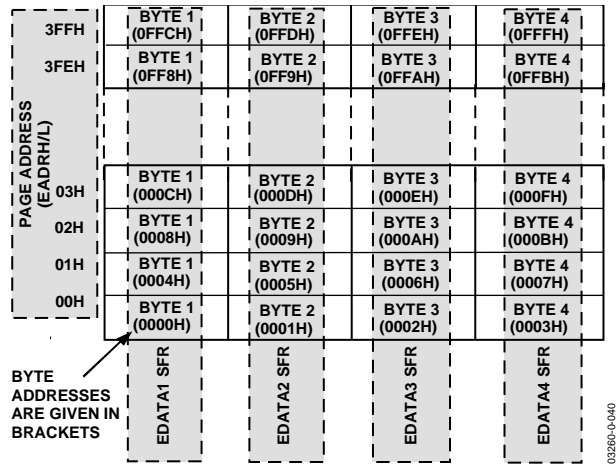 3FFH
BYTE 1
(0FFCH)
BYTE 2
(0FFDH)
BYTE 3
(0FFEH)
BYTE 4
(0FFFH)
3FEH
BYTE 1
(0FF8H)
BYTE 2
(0FF9H)
BYTE 3
(0FFAH)
BYTE 4
(0FFBH)
PAGE ADDRESS
(EADRH/L)
03H
BYTE 1
(000CH)
BYTE 2
(000DH)
BYTE 3
(000EH)
BYTE 4
(000FH)
02H
BYTE 1
(0008H)
BYTE 2
(0009H)
BYTE 3
(000AH)
BYTE 4
(000BH)
01H
BYTE 1
(0004H)
BYTE 2
(0005H)
BYTE 3
(0006H)
BYTE 4
(0007H)
00H
BYTE 1
(0000H)
BYTE 2
(0001H)
BYTE 3
(0002H)
BYTE 4
(0003H)
BYTE
ADDRESSES
ARE GIVEN IN
BRACKETS
EDATA1 SFR
EDATA2 SFR
EDATA3 SFR
EDATA4 SFR
03260-0-040